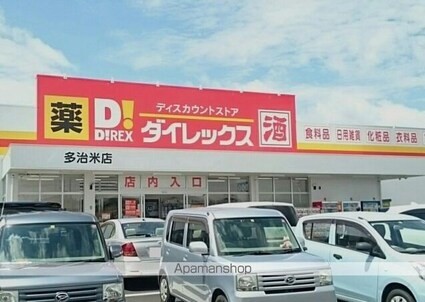 薬
D!
D!REX
ディスカウントストア
ダイレックス
酒
食料品 日用雑貨 化粧品 衣料品
多治米店
店内入口
Apamanshop